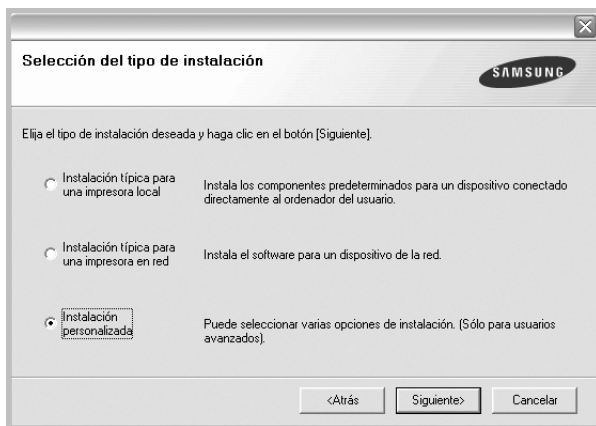 Selección del tipo de instalación
SAMSUNG
Elija el tipo de instalación deseada y haga clic en el botón [Siguiente].
Instalación típica para
una impresora local
Instala los componentes predeterminados para un dispositivo conectado
directamente al ordenador del usuario.
Instalación típica para
una impresora en red
Instala el software para un dispositivo de la red.
Instalación
personalizada
Puede seleccionar varias opciones de instalación. (Sólo para usuarios
avanzados).
<Atrás
Siguiente>
Cancelar